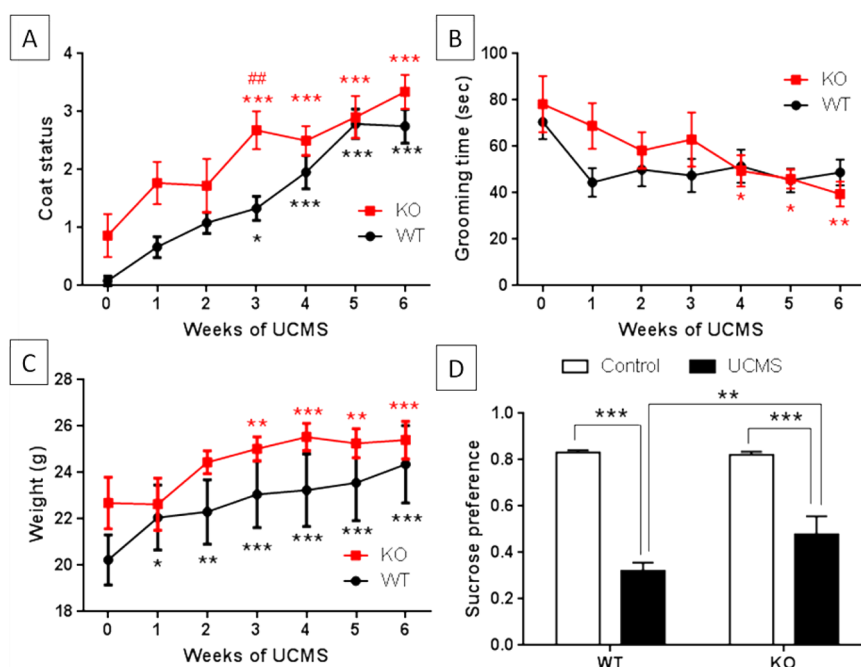 A
Coat status
4
3
2
1
0
##
***
***
***
***
*
***
***
***
KO
WT
0 1 2 3 4 5 6
Weeks of UCMS
B
Grooming time (sec)
100
80
60
40
20
0
KO
WT
*
*
**
0 1 2 3 4 5 6
Weeks of UCMS
C
Weight (g)
28
26
24
22
20
18
**
***
**
***
*
**
***
***
***
***
KO
WT
0 1 2 3 4 5 6
Weeks of UCMS
D
Control
UCMS
Sucrose preference
1.0
0.8
0.6
0.4
0.2
0.0
***
**
***
WT KO